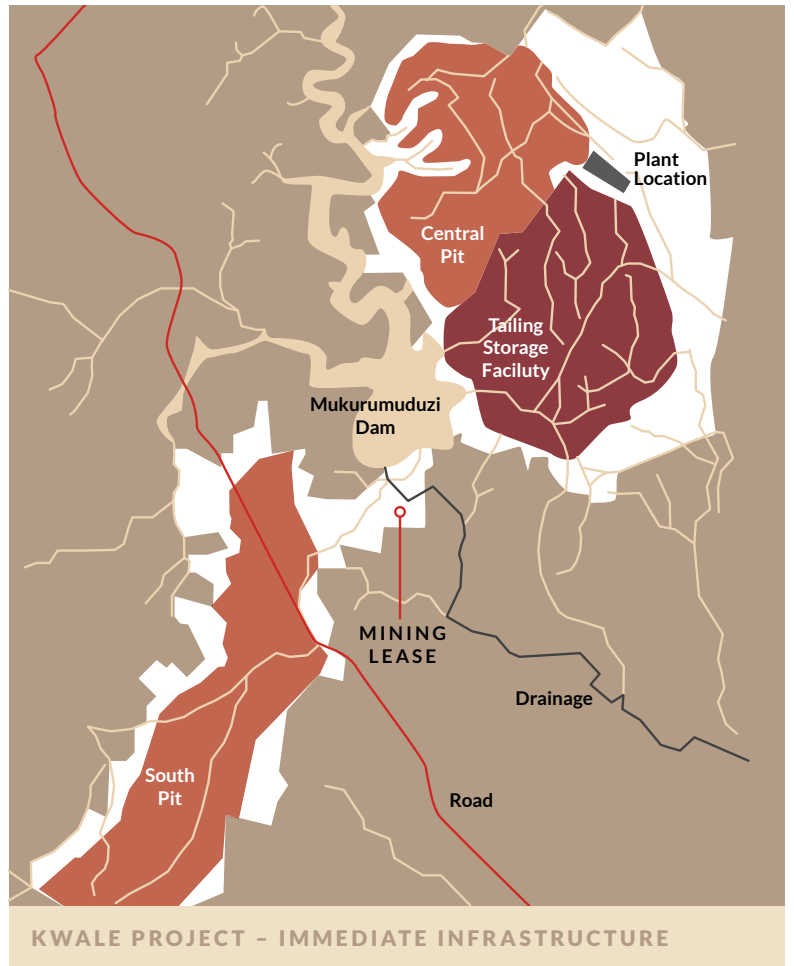 Plant
Location
Central
Pit
Tailing
Storage
Faciluty
Mukurumuduzi
Dam
MINING
LEASE
Drainage
South
Pit
Road
KWALE PROJECT – IMMEDIATE INFRASTRUCTURE